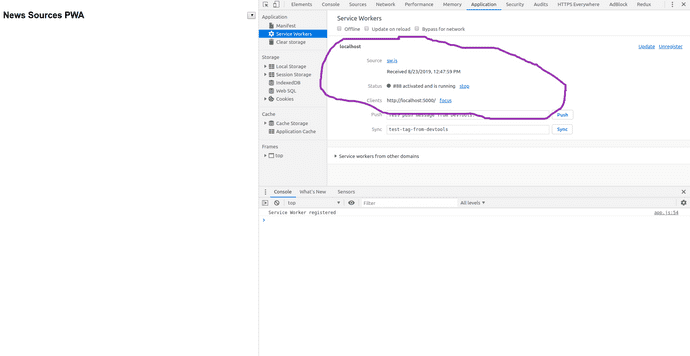 News Sources PWA
Elements Console Sources Network Performance Memory Application Security Audits HTTPS Everywhere AdBlock Redux
Application
Manifest
Service Workers
Clear storage
Storage
Local Storage
Session Storage
IndexedDB
Web SQL
Cookies
Cache
Cache Storage
Application Cache
Frames
top
Service Workers
Offline Update on reload Bypass for network
localhost Update Unregister
Source sw.js
Received 8/23/2019, 12:47:59 PM
Status #88 activated and is running stop
Clients http://localhost:5000/ focus
Push Test push message from DevTools. Push
Sync test-tag-from-devtools Sync
Service workers from other domains
Console What's New Sensors
top Filter All levels
Service Worker registered app.js:54